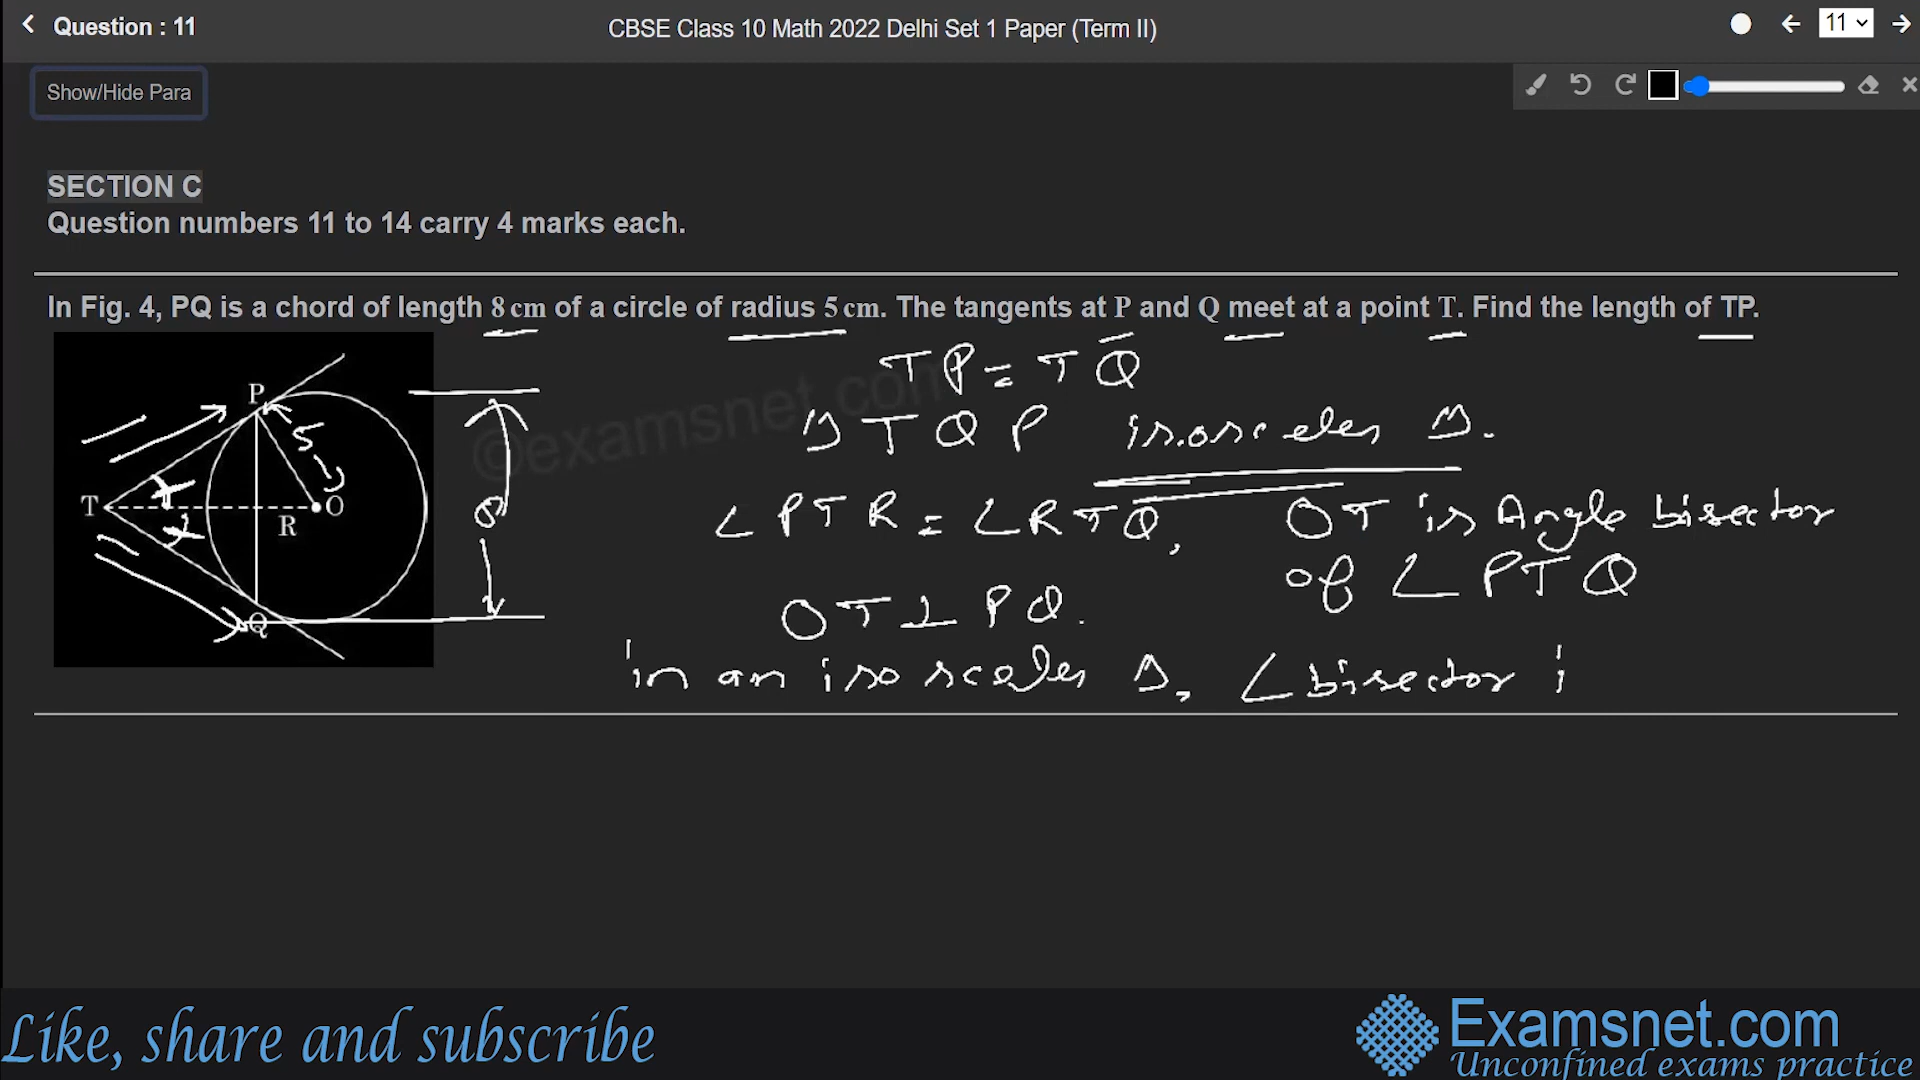 Question : 11
CBSE Class 10 Math 2022 Delhi Set 1 Paper (Term II)
11
Show/Hide Para
SECTION C
Question numbers 11 to 14 carry 4 marks each.
In Fig. 4, PQ is a chord of length 8 cm of a circle of radius 5 cm. The tangents at P and Q meet at a point T. Find the length of TP.
©examsnet.com
TP = TQ
Δ TQP isosceles Δ.
∠PTR = ∠RTQ, OT is Angle bisector
of ∠PTQ
OT ⊥ PQ.
in an isosceles Δ, ∠bisector i
P
5
T
R
O
8
Q
Like, share and subscribe
Examsnet.com
Unconfined exams practice